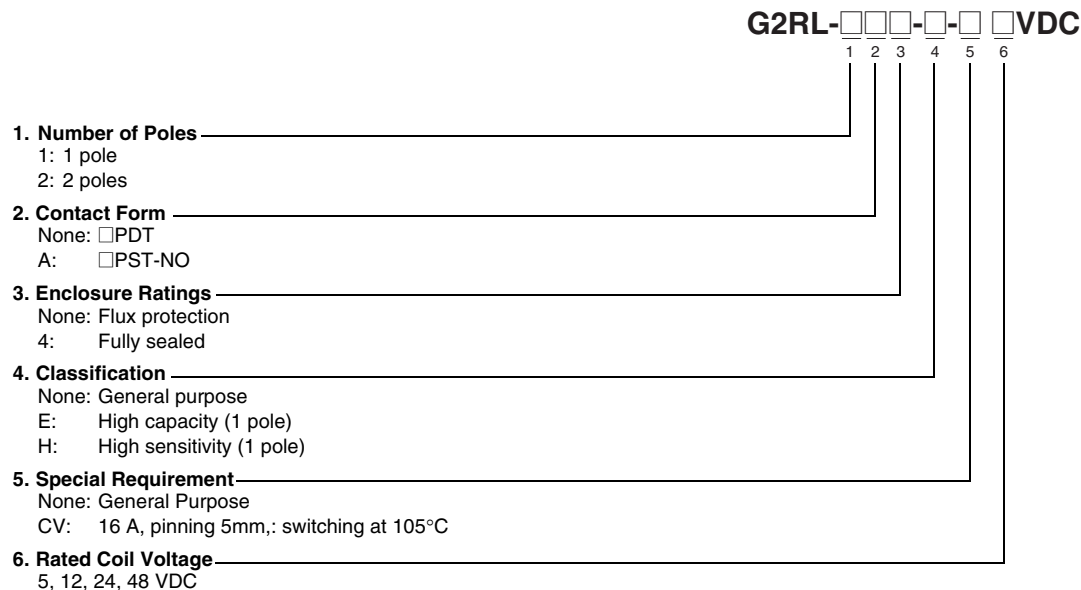 G2RL-□□□-□-□ □VDC
1 2 3 4 5 6
1. Number of Poles
1: 1 pole
2: 2 poles
2. Contact Form
None: □PDT
A: □PST-NO
3. Enclosure Ratings
None: Flux protection
4: Fully sealed
4. Classification
None: General purpose
E: High capacity (1 pole)
H: High sensitivity (1 pole)
5. Special Requirement
None: General Purpose
CV: 16 A, pinning 5mm,: switching at 105°C
6. Rated Coil Voltage
5, 12, 24, 48 VDC